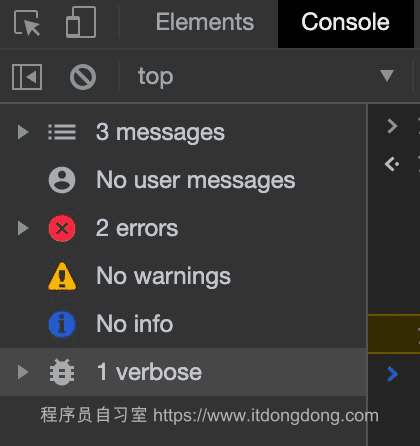 Elements Console
top
3 messages
No user messages
2 errors
No warnings
No info
1 verbose
程序员自习室 https://www.itdongdong.com